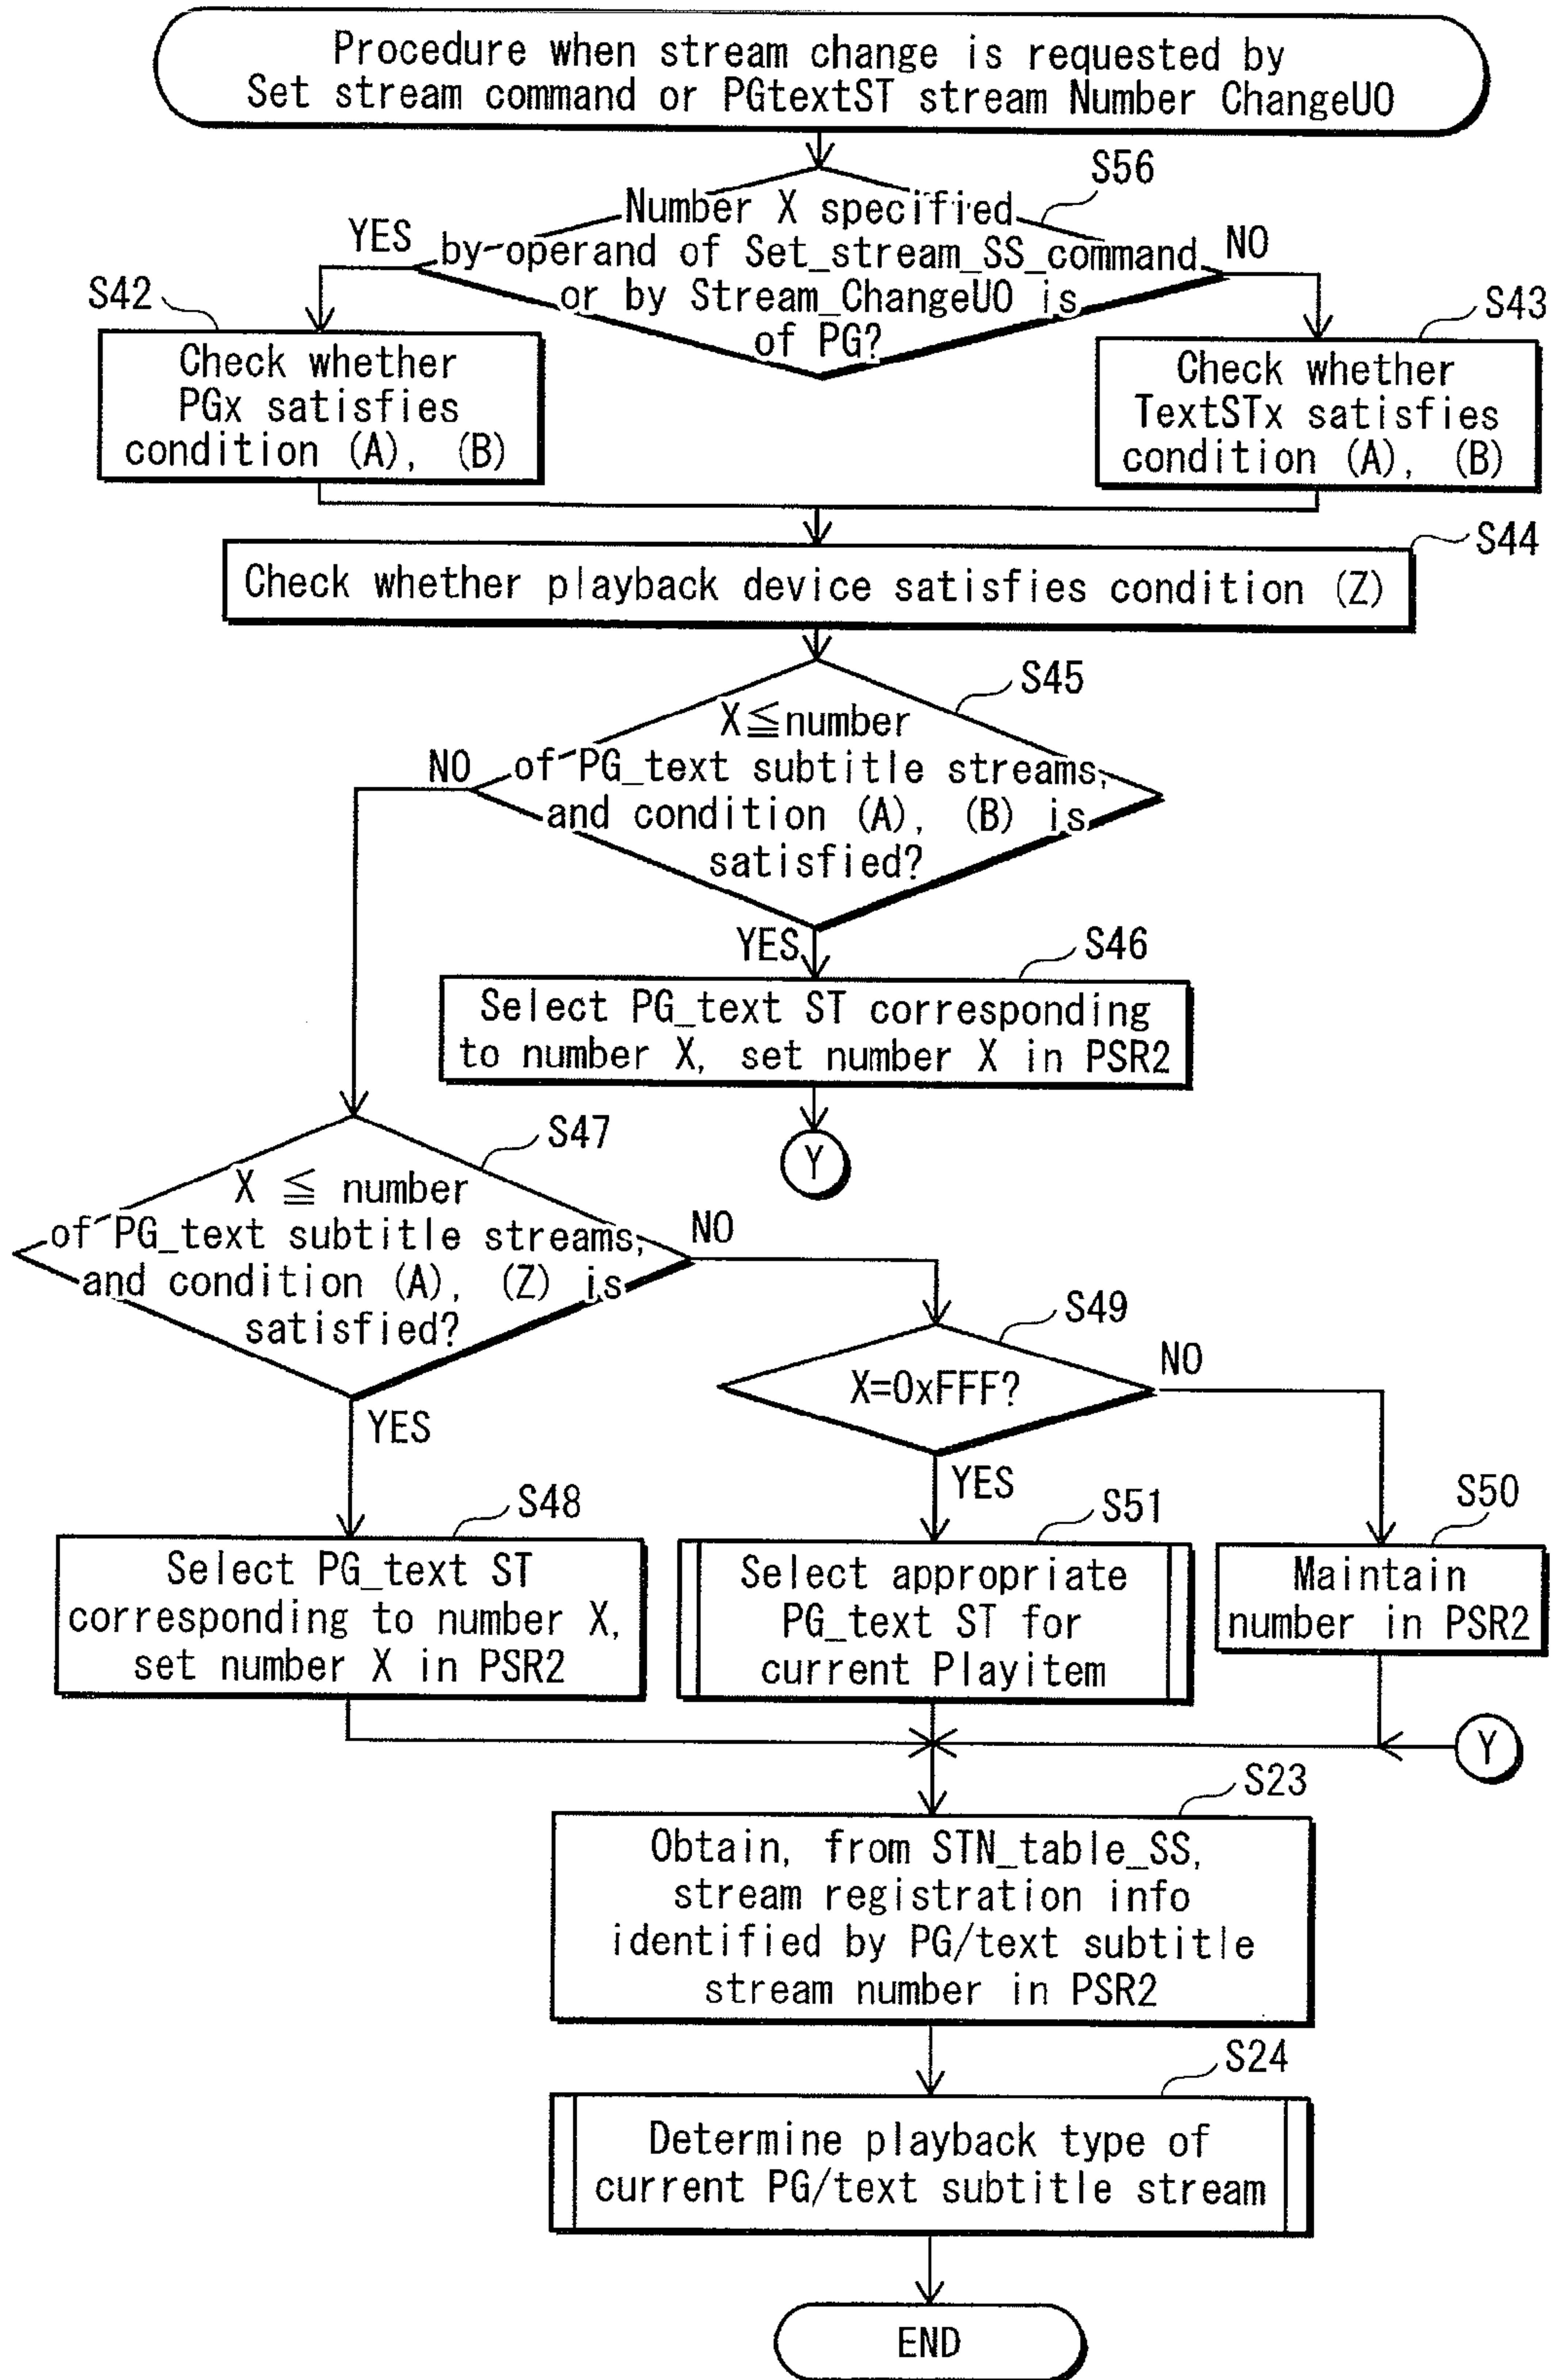 Procedure when stream change is requested by
Set stream command or PGtextST stream Number ChangeUO
S56
Number X specified
by operand of Set_stream_SS_command
or by Stream_ChangeUO is
of PG?
YES
NO
S42
Check whether
PGx satisfies
condition (A), (B)
S43
Check whether
TextSTx satisfies
condition (A), (B)
S44
Check whether playback device satisfies condition (Z)
S45
X≦number
of PG_text subtitle streams,
and condition (A), (B) is
satisfied?
NO
YES
S46
Select PG_text ST corresponding
to number X, set number X in PSR2
Y
S47
X ≦ number
of PG_text subtitle streams,
and condition (A), (Z) is
satisfied?
NO
YES
S49
X=0xFFF?
NO
YES
S48
Select PG_text ST
corresponding to number X,
set number X in PSR2
S51
Select appropriate
PG_text ST for
current Playitem
S50
Maintain
number in PSR2
Y
S23
Obtain, from STN_table_SS,
stream registration info
identified by PG/text subtitle
stream number in PSR2
S24
Determine playback type of
current PG/text subtitle stream
END